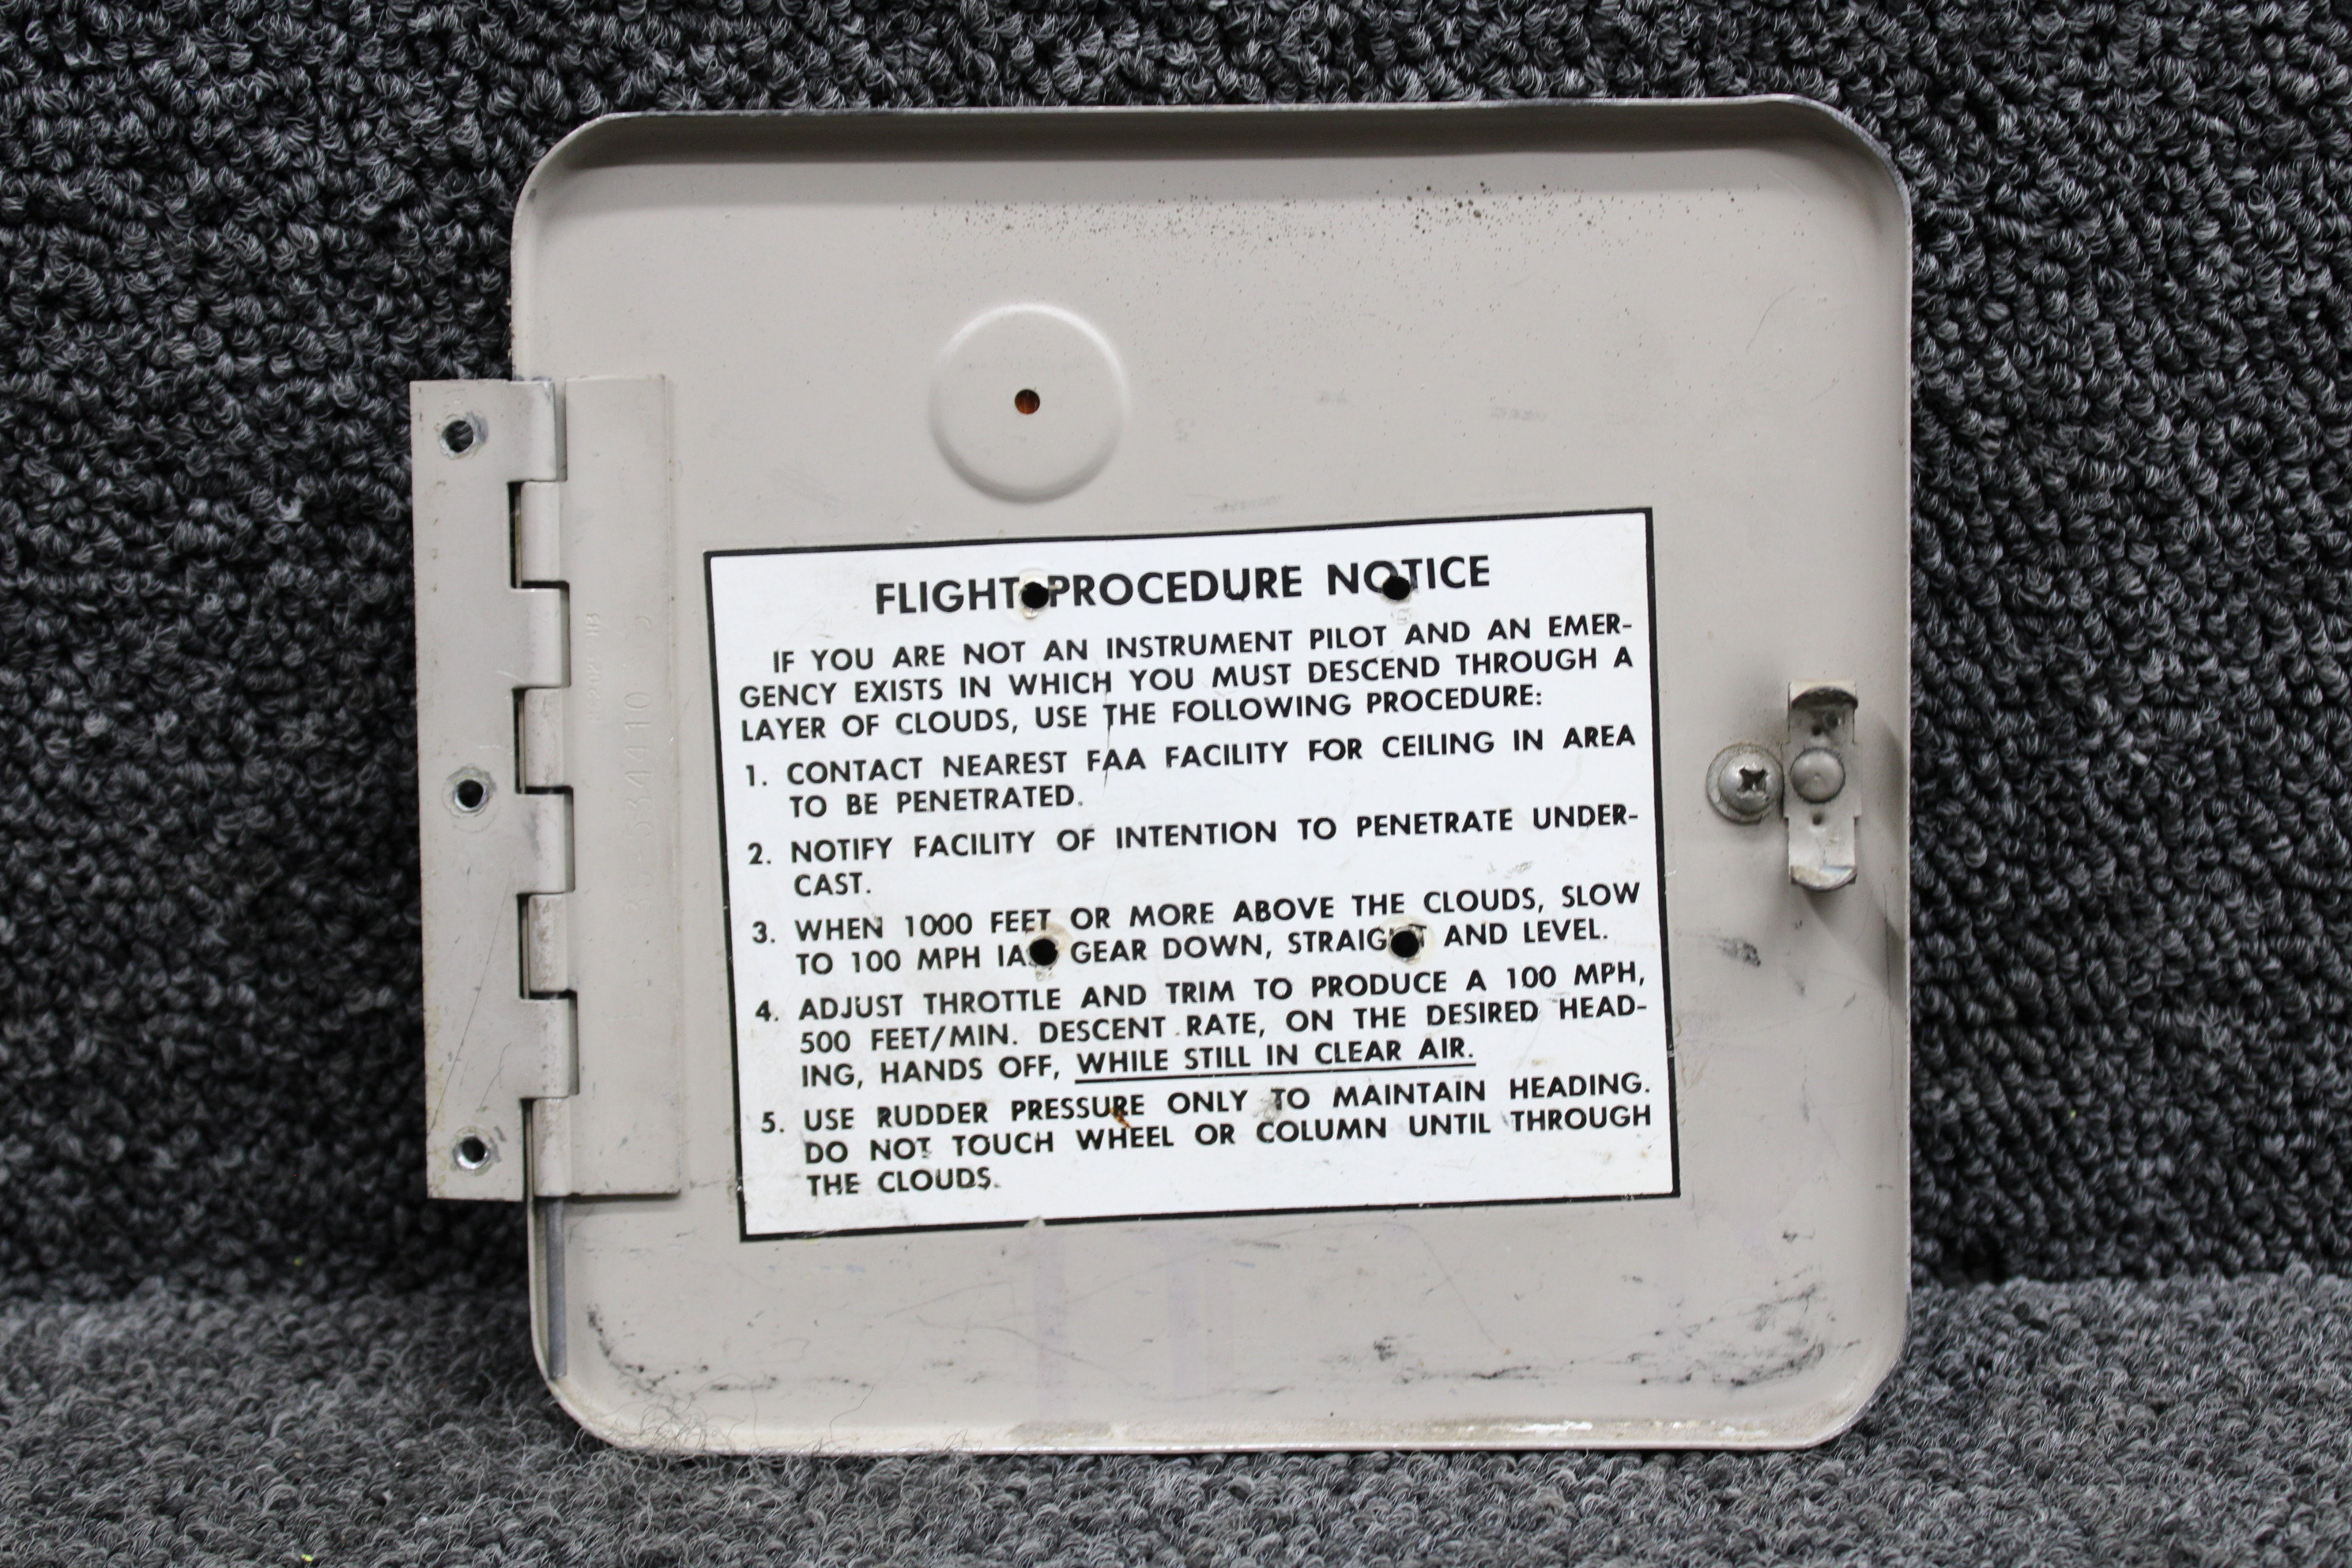 FLIGHT PROCEDURE NOTICE
IF YOU ARE NOT AN INSTRUMENT PILOT AND AN EMER-
GENCY EXISTS IN WHICH YOU MUST DESCEND THROUGH A
LAYER OF CLOUDS, USE THE FOLLOWING PROCEDURE:
1. CONTACT NEAREST FAA FACILITY FOR CEILING IN AREA
TO BE PENETRATED.
2. NOTIFY FACILITY OF INTENTION TO PENETRATE UNDER-
CAST.
3. WHEN 1000 FEET OR MORE ABOVE THE CLOUDS, SLOW
TO 100 MPH IAS GEAR DOWN, STRAIGHT AND LEVEL.
4. ADJUST THROTTLE AND TRIM TO PRODUCE A 100 MPH,
500 FEET/MIN. DESCENT RATE, ON THE DESIRED HEAD-
ING, HANDS OFF, WHILE STILL IN CLEAR AIR.
5. USE RUDDER PRESSURE ONLY TO MAINTAIN HEADING.
DO NOT TOUCH WHEEL OR COLUMN UNTIL THROUGH
THE CLOUDS.